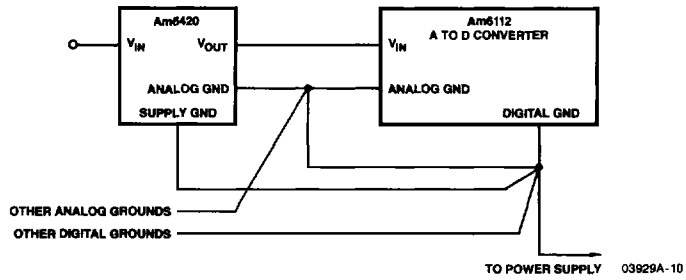 Am6420
Am6112
A TO D CONVERTER
VIN
VOUT
VIN
ANALOG GND
ANALOG GND
SUPPLY GND
DIGITAL GND
OTHER ANALOG GROUNDS
OTHER DIGITAL GROUNDS
TO POWER SUPPLY
03929A-10